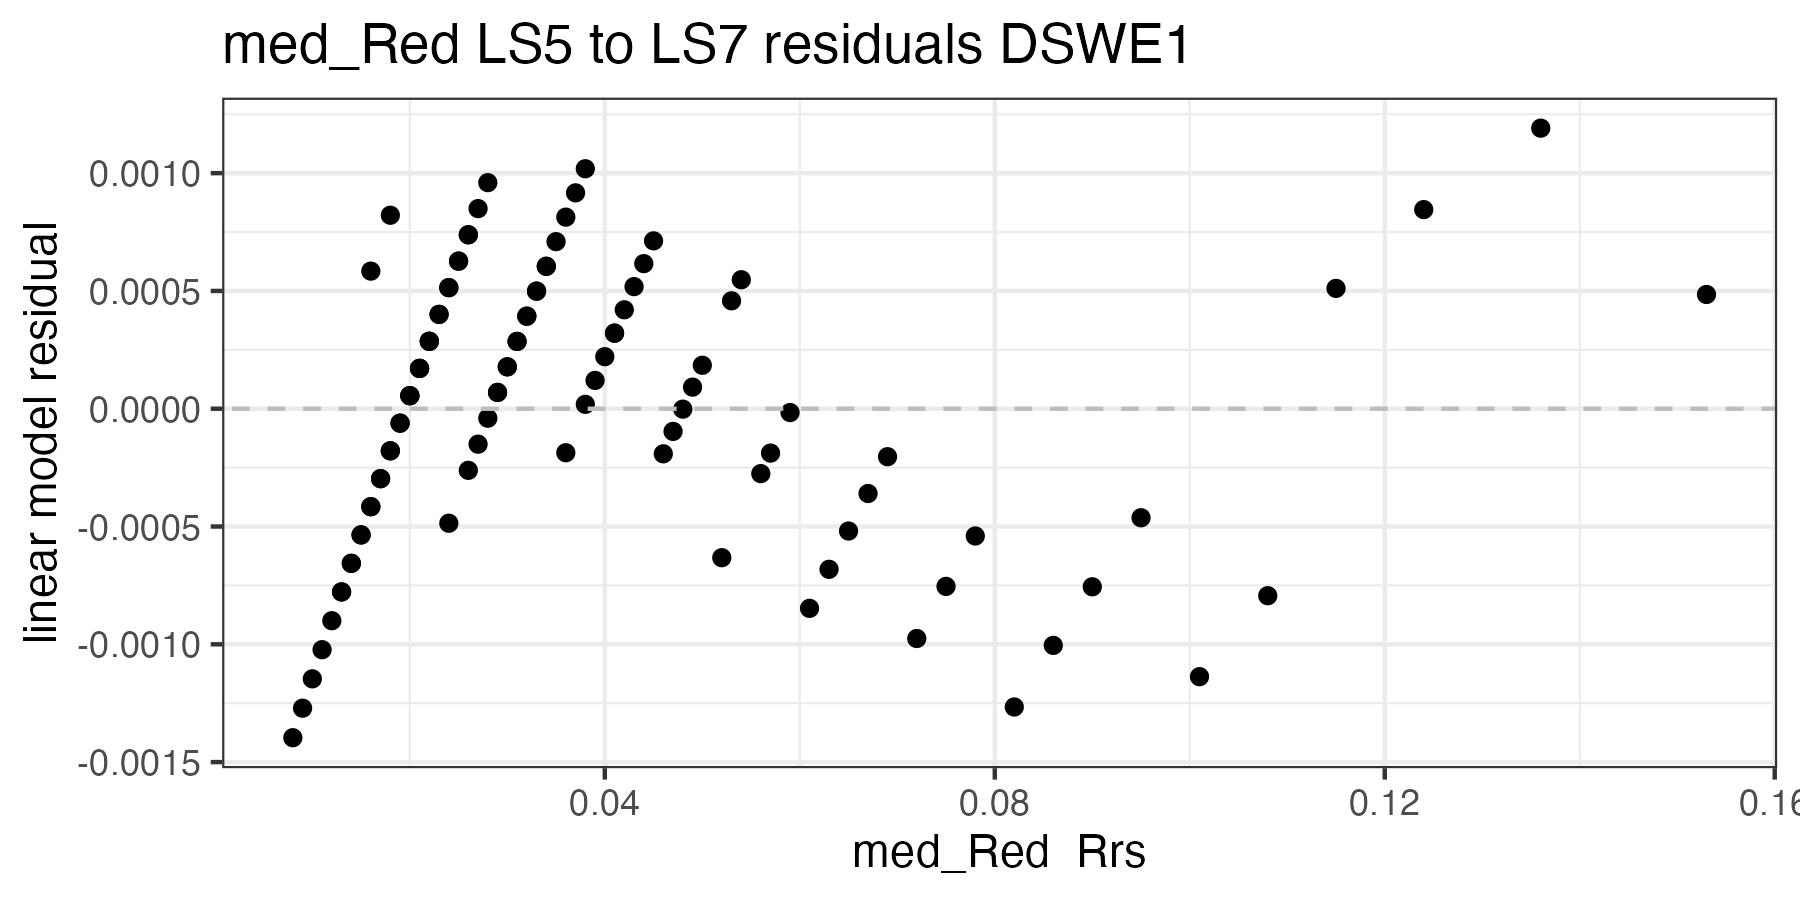 med_Red LS5 to LS7 residuals DSWE1
linear model residual
0.0010
0.0005
0.0000
-0.0005
-0.0010
-0.0015
0.04 0.08 0.12 0.16
med_Red  Rrs